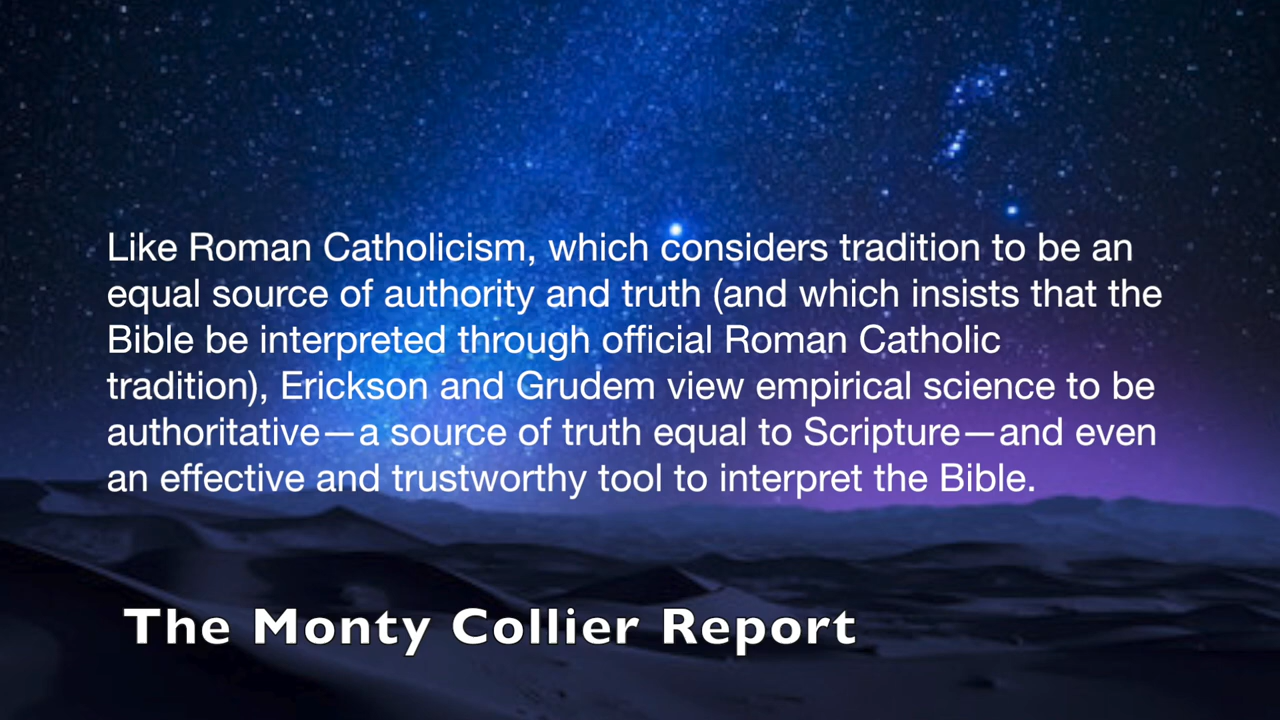 Like Roman Catholicism, which considers tradition to be an
equal source of authority and truth (and which insists that the
Bible be interpreted through official Roman Catholic
tradition), Erickson and Grudem view empirical science to be
authoritative—a source of truth equal to Scripture—and even
an effective and trustworthy tool to interpret the Bible.
The Monty Collier Report